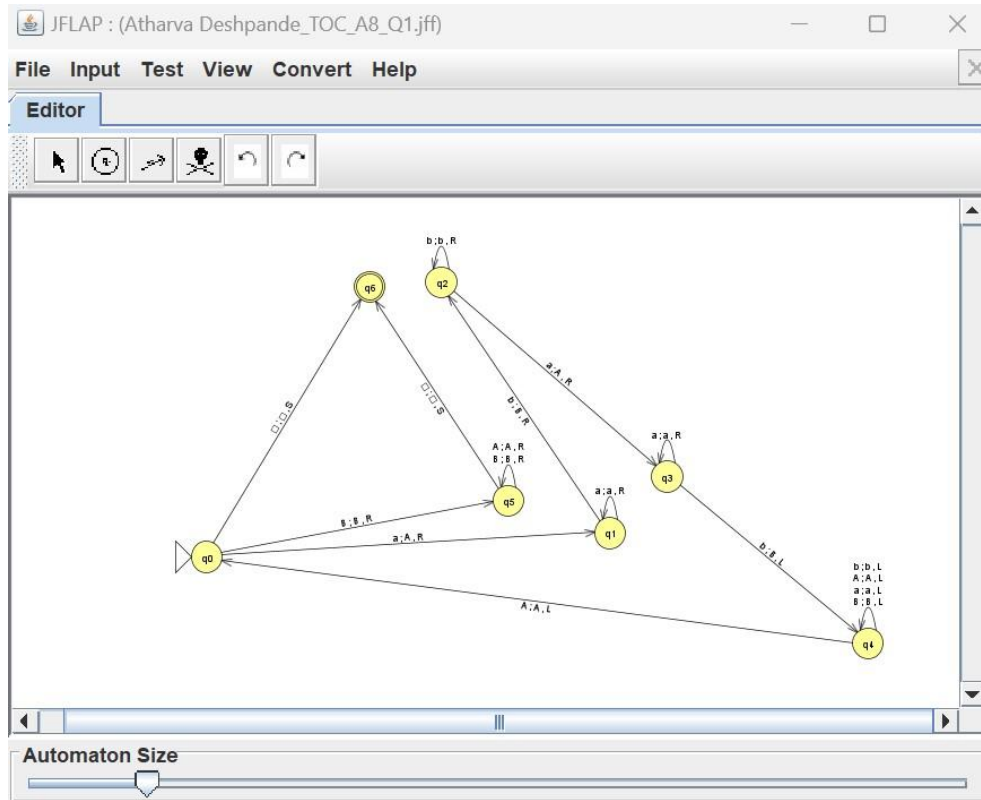 JFLAP : (Atharva Deshpande_TOC_A8_Q1.jff)
File Input Test View Convert Help
Editor
b;b,R
q6
q2
a;A,R
□;□,S
□;□,S
b;B,R
a;a,R
A;A,R
B;B,R
q3
a;a,R
q5
q1
B;B,R
a;A,R
b;B,L
q0
b;b,L
A;A,L
a;a,L
B;B,L
A;A,L
q4
Automaton Size